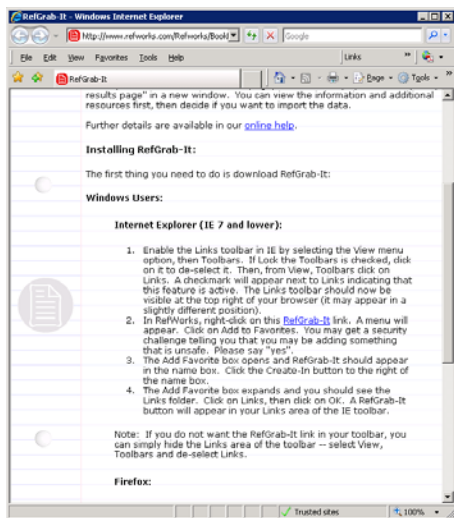 RefGrab-It - Windows Internet Explorer
http://www.refworks.com/Refworks/Bookl
Google
File Edit View Favorites Tools Help
Links »
RefGrab-It
Page Tools »
results page" in a new window. You can view the information and additional
resources first, then decide if you want to import the data.
Further details are available in our online help.
Installing RefGrab-It:
The first thing you need to do is download RefGrab-It:
Windows Users:
Internet Explorer (IE 7 and lower):
1. Enable the Links toolbar in IE by selecting the View menu
option, then Toolbars. If Lock the Toolbars is checked, click
on it to de-select it. Then, from View, Toolbars click on
Links. A checkmark will appear next to Links indicating that
this feature is active. The Links toolbar should now be
visible at the top right of your browser (it may appear in a
slightly different position).
2. In RefWorks, right-click on this RefGrab-It link. A menu will
appear. Click on Add to Favorites. You may get a security
challenge telling you that you may be adding something
that is unsafe. Please say "yes".
3. The Add Favorite box opens and RefGrab-It should appear
in the name box. Click the Create-In button to the right of
the name box.
4. The Add Favorite box expands and you should see the
Links folder. Click on Links, then click on OK. A RefGrab-It
button will appear in your Links area of the IE toolbar.
Note: If you do not want the RefGrab-It link in your toolbar, you
can simply hide the Links area of the toolbar -- select View,
Toolbars and de-select Links.
Firefox:
Trusted sites
100%